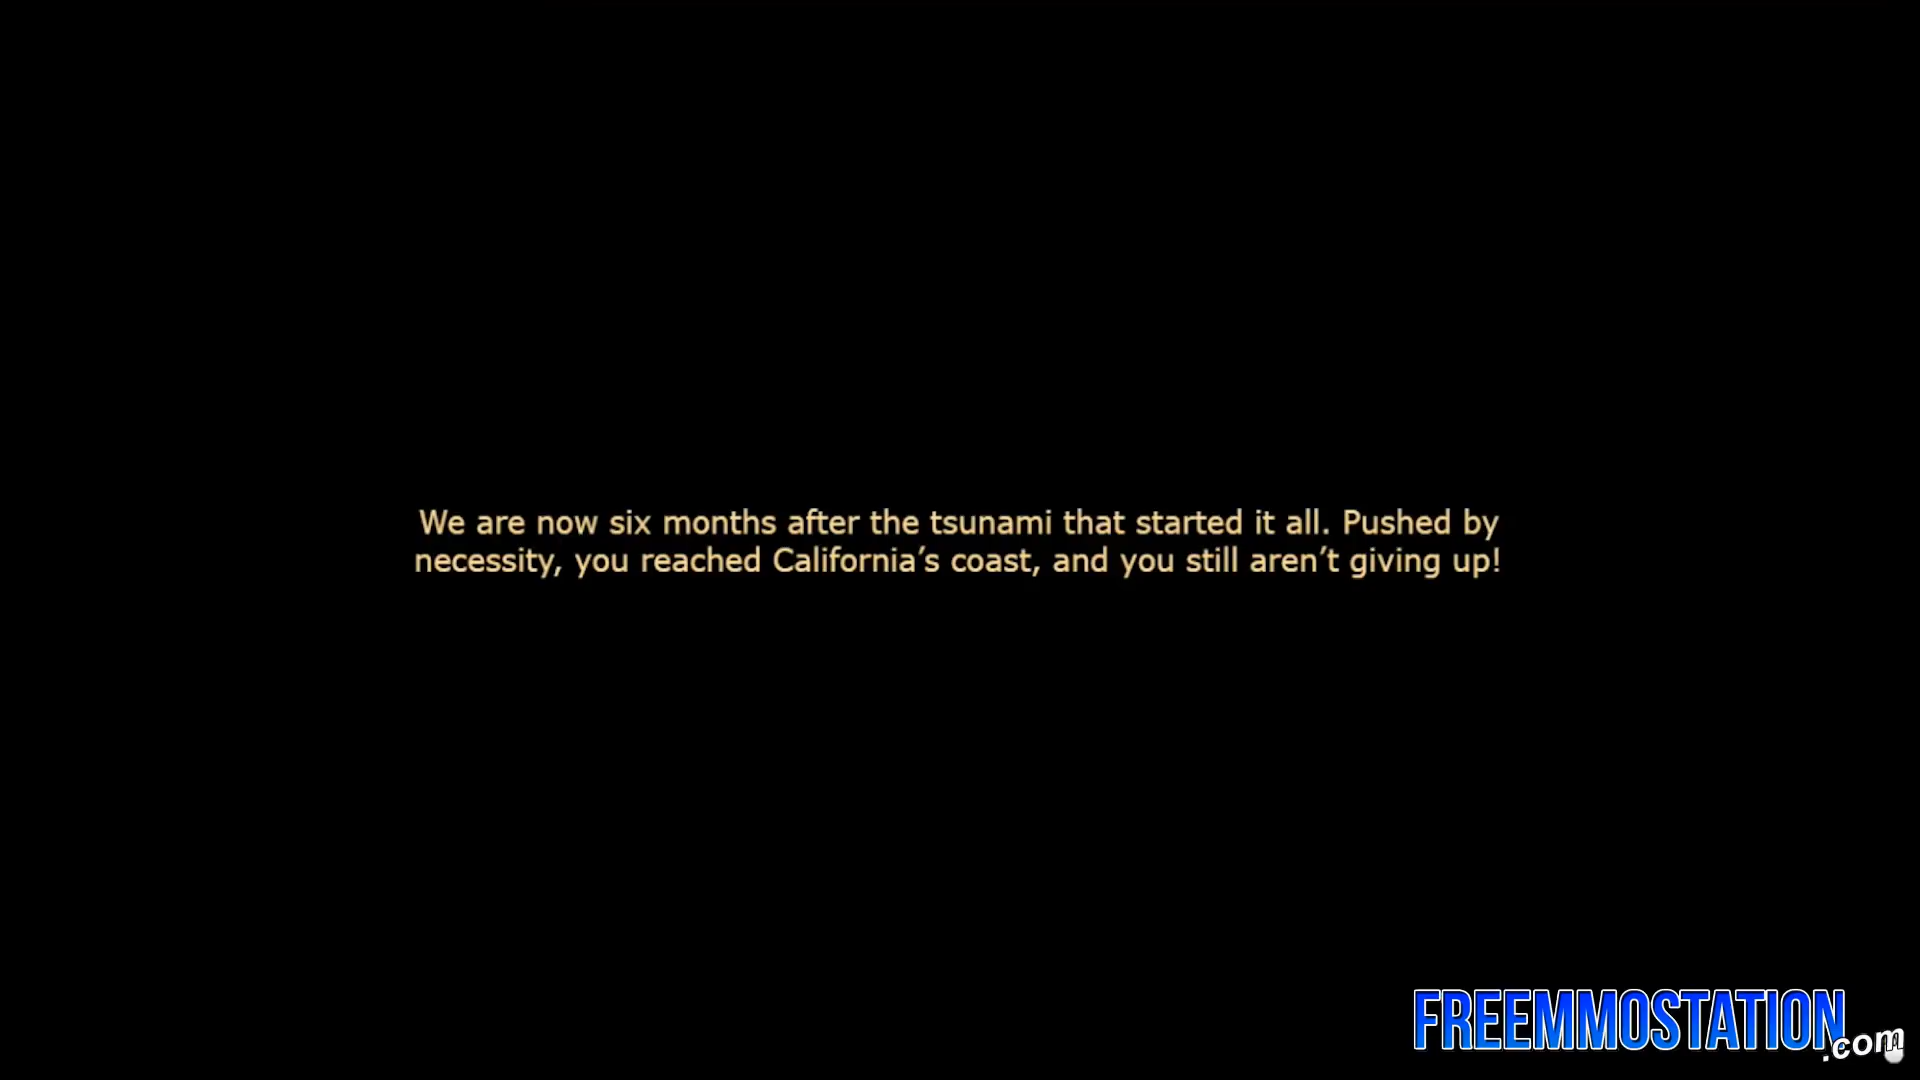 We are now six months after the tsunami that started it all. Pushed by
necessity, you reached California’s coast, and you still aren’t giving up!
FREEMMOSTATION
.com